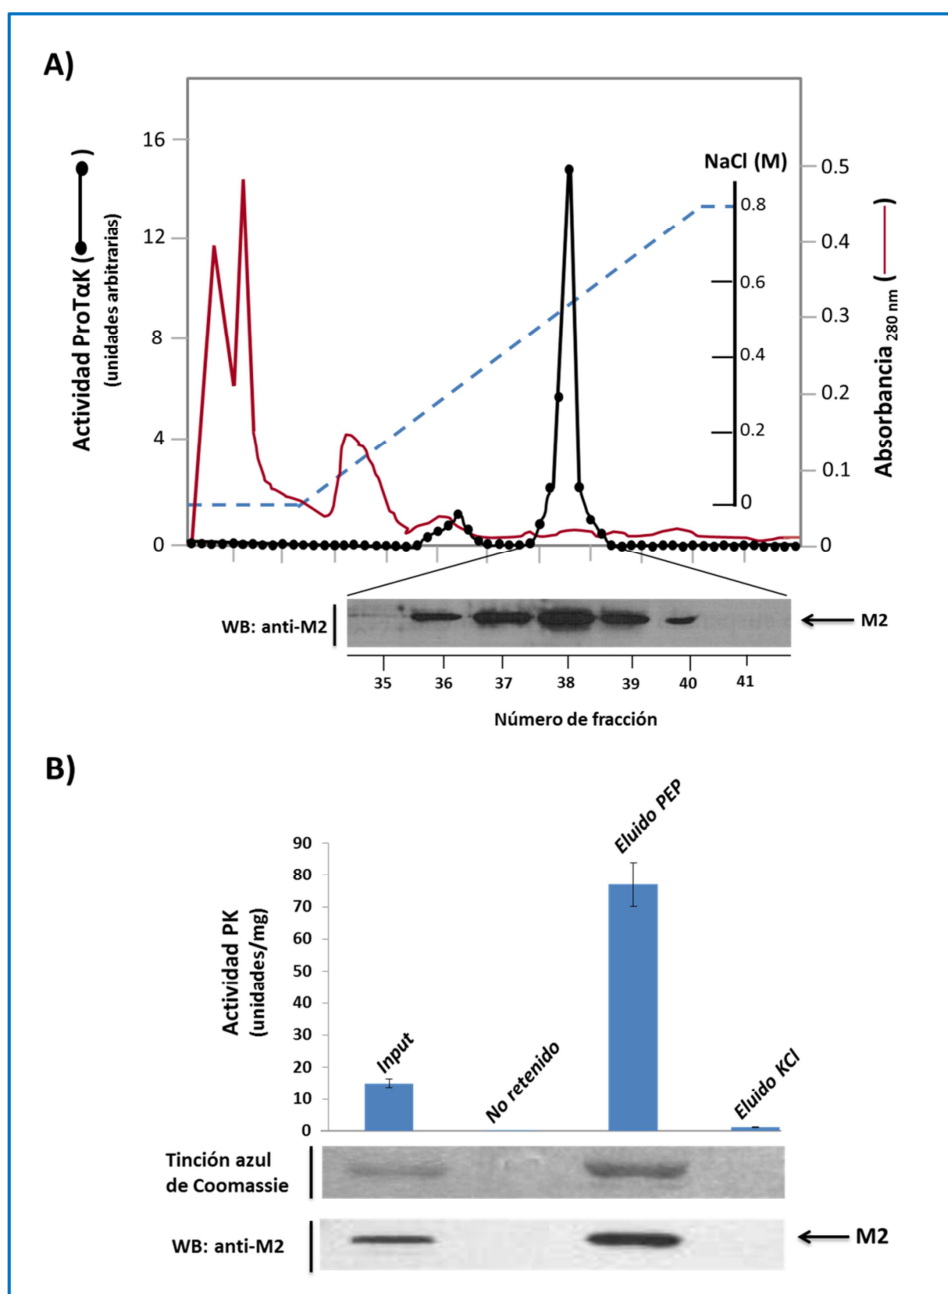 A)
16
12
8
4
0
Actividad ProTαK ( )
(unidades arbitrarias)
NaCl (M)
0.8
0.6
0.4
0.2
0
0.5
0.4
0.3
0.2
0.1
0
Absorbancia 280 nm ( )
WB: anti-M2
M2
35 36 37 38 39 40 41
Número de fracción
B)
90
80
70
60
50
40
30
20
10
0
Actividad PK
(unidades/mg)
Input
No retenido
Eluido PEP
Eluido KCl
Tinción azul
de Coomassie
WB: anti-M2
M2